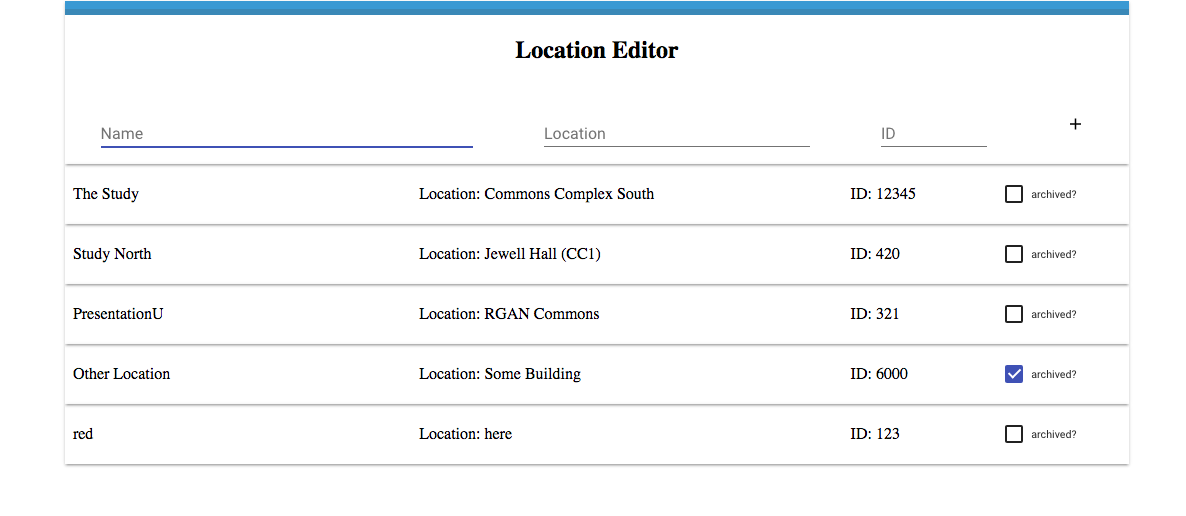 Location Editor
Name Location ID +
The Study Location: Commons Complex South ID: 12345 archived?
Study North Location: Jewell Hall (CC1) ID: 420 archived?
PresentationU Location: RGAN Commons ID: 321 archived?
Other Location Location: Some Building ID: 6000 archived?
red Location: here ID: 123 archived?